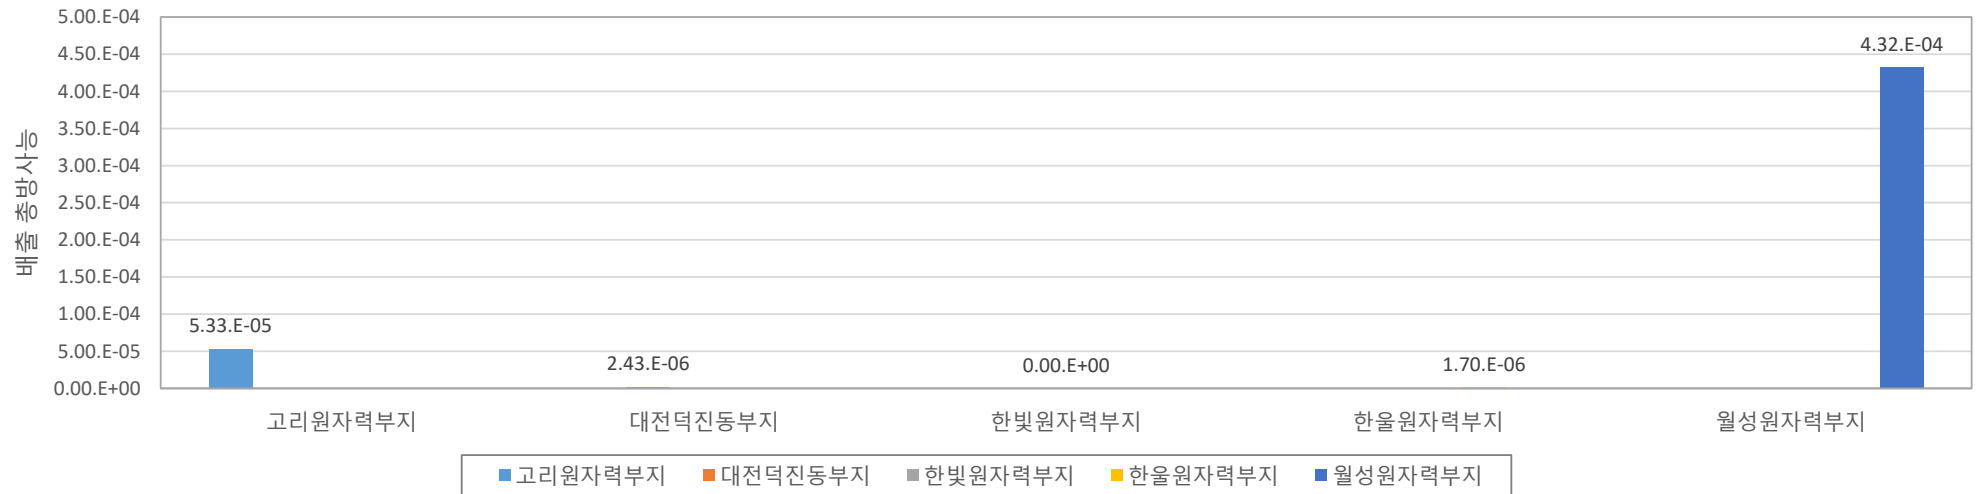 배출 총방사능
5.00.E-04
4.50.E-04
4.00.E-04
3.50.E-04
3.00.E-04
2.50.E-04
2.00.E-04
1.50.E-04
1.00.E-04
5.00.E-05
0.00.E+00
5.33.E-05
2.43.E-06
0.00.E+00
1.70.E-06
4.32.E-04
고리원자력부지 대전덕진동부지 한빛원자력부지 한울원자력부지 월성원자력부지
고리원자력부지 대전덕진동부지 한빛원자력부지 한울원자력부지 월성원자력부지